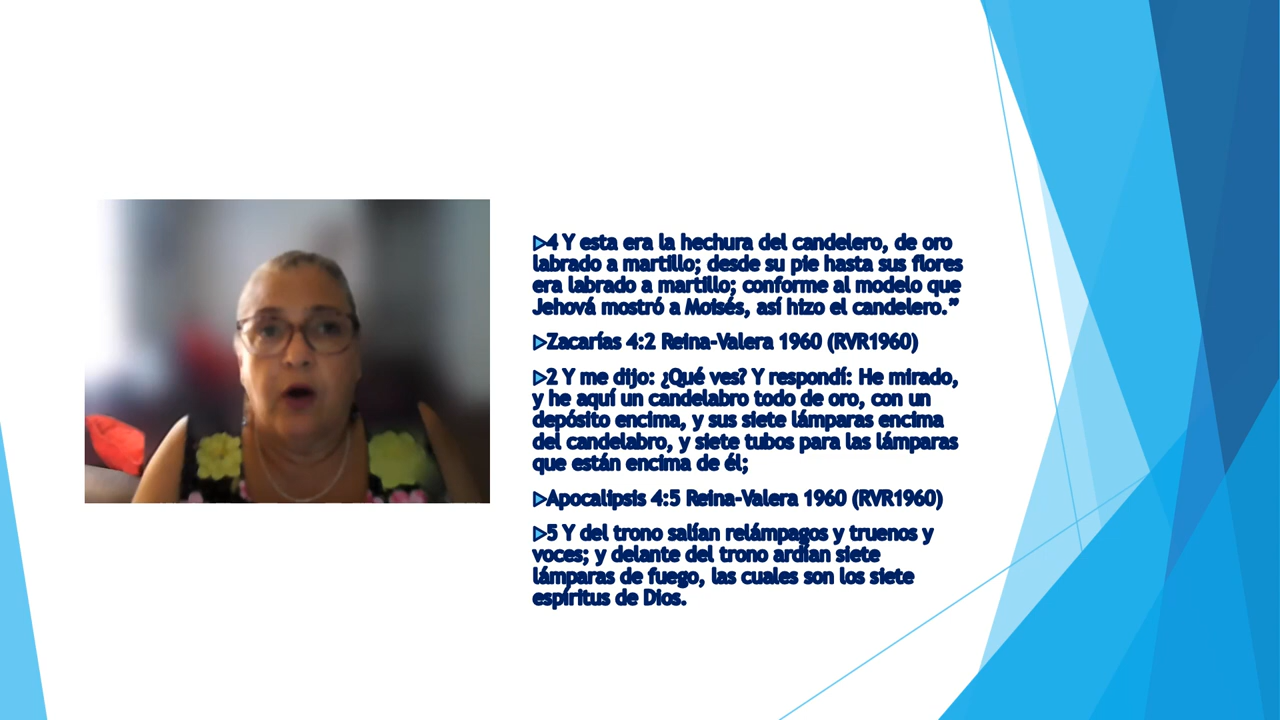 ▷4 Y esta era la hechura del candelero, de oro
labrado a martillo; desde su pie hasta sus flores
era labrado a martillo; conforme al modelo que
Jehová mostró a Moisés, así hizo el candelero.”
▷Zacarías 4:2 Reina-Valera 1960 (RVR1960)
▷2 Y me dijo: ¿Qué ves? Y respondí: He mirado,
y he aquí un candelabro todo de oro, con un
depósito encima, y sus siete lámparas encima
del candelabro, y siete tubos para las lámparas
que están encima de él;
▷Apocalipsis 4:5 Reina-Valera 1960 (RVR1960)
▷5 Y del trono salían relámpagos y truenos y
voces; y delante del trono ardían siete
lámparas de fuego, las cuales son los siete
espíritus de Dios.